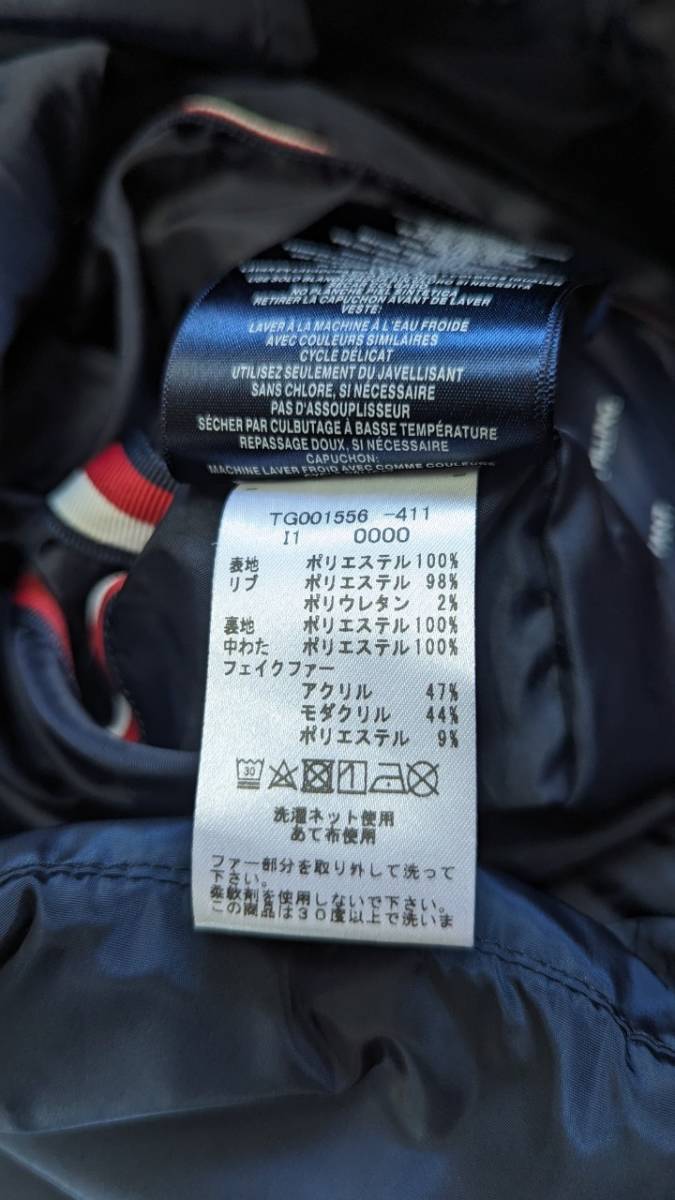 RETIRER LA CAPUCHON AVANT DE LAVER
VESTE:
LAVER À LA MACHINE À L'EAU FROIDE
AVEC COULEURS SIMILAIRES
CYCLE DÉLICAT
UTILISEZ SEULEMENT DU JAVELLISANT
SANS CHLORE, SI NÉCESSAIRE
PAS D'ASSOUPLISSEUR
SÉCHER PAR CULBUTAGE À BASSE TEMPÉRATURE
REPASSAGE DOUX, SI NÉCESSAIRE
CAPUCHON:
MACHINE LAVER FROID AVEC COMME COULEURS
TG001556 -411
I1 0000
表地 ポリエステル100%
リブ ポリエステル 98%
ポリウレタン 2%
裏地 ポリエステル100%
中わた ポリエステル100%
フェイクファー
アクリル 47%
モダクリル 44%
ポリエステル 9%
30
洗濯ネット使用
あて布使用
ファー部分を取り外して洗って
下さい。
柔軟剤を使用しないで下さい。
この商品は30度以上で洗いま